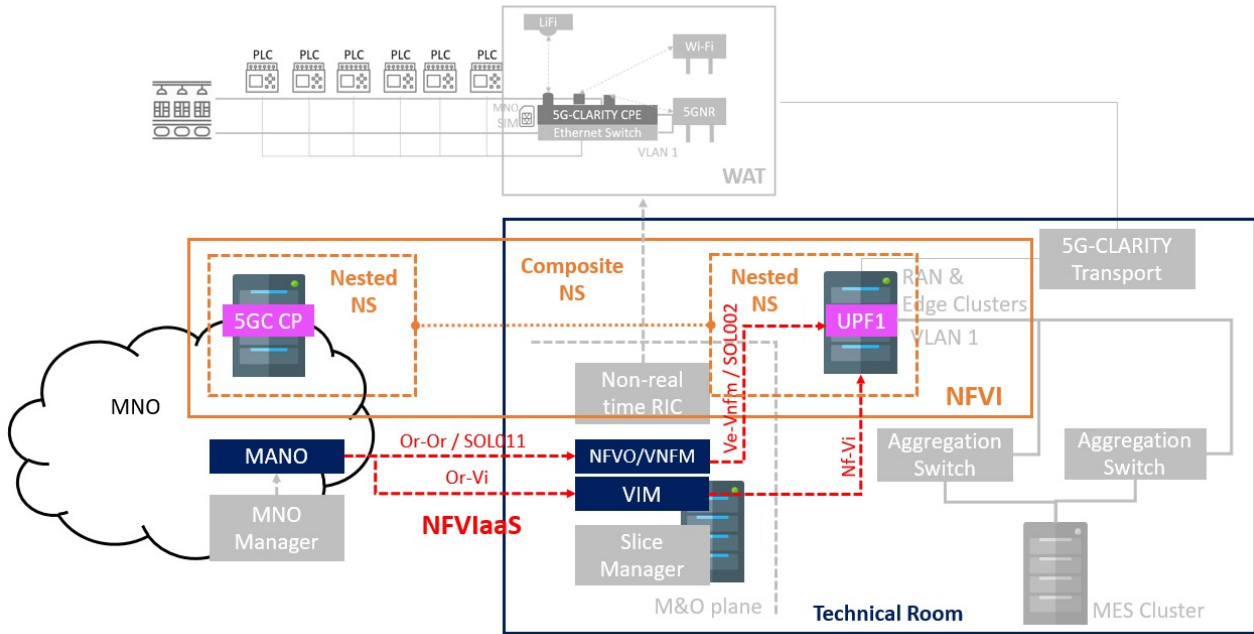 LiFi
Wi-Fi
PLC
PLC
PLC
PLC
PLC
PLC
MNO
SIM
5G-CLARITY CPE
Ethernet Switch
5GNR
VLAN 1
WAT
5G-CLARITY
Transport
Nested
NS
Composite
NS
Nested
NS
RAN &
Edge Clusters
5GC CP
UPF1
VLAN 1
MNO
Non-real
time RIC
NFVI
Ve-Vnfm / SOL002
Nf-Vi
Or-Or / SOL011
MANO
NFVO/VNFM
Or-Vi
VIM
Aggregation
Switch
Aggregation
Switch
MNO
Manager
NFVIaaS
Slice
Manager
M&O plane
Technical Room
MES Cluster